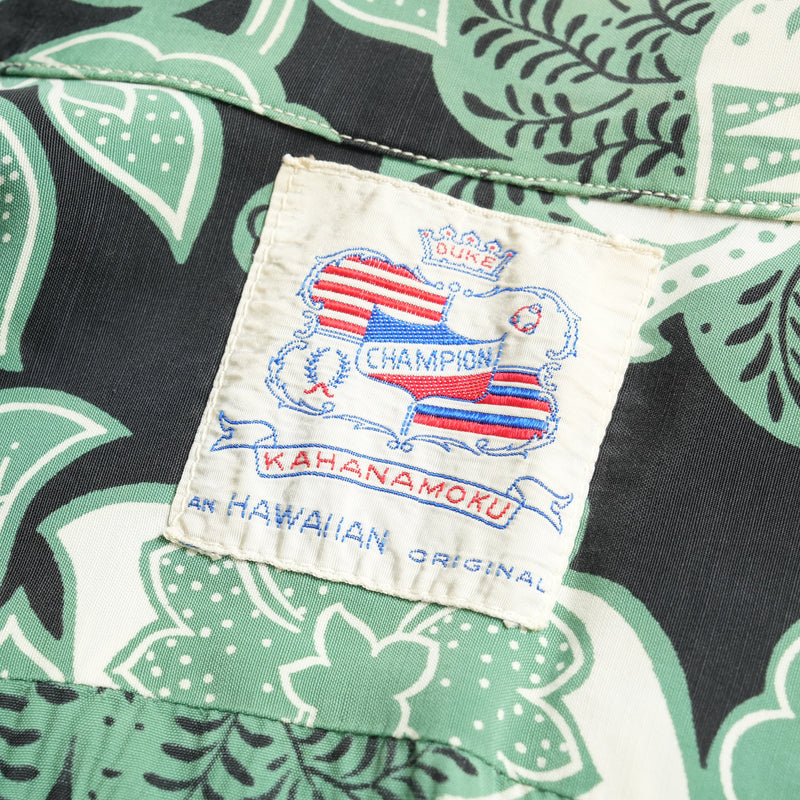 DUKE
CHAMPION
KAHANAMOKU
AN HAWAIIAN ORIGINAL